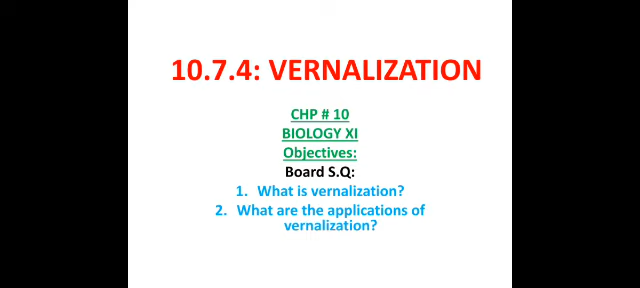 10.7.4: VERNALIZATION
CHP # 10
BIOLOGY XI
Objectives:
Board S.Q:
1. What is vernalization?
2. What are the applications of
vernalization?